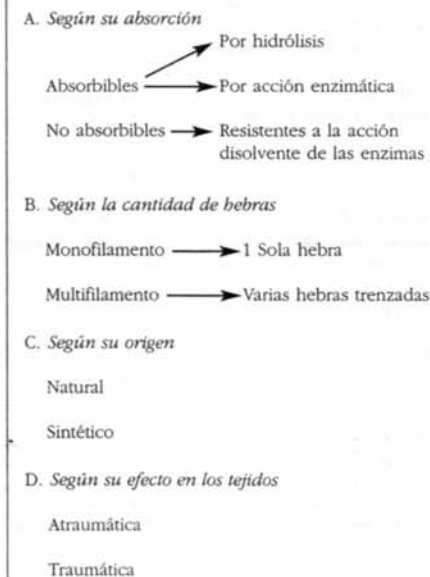 A. Según su absorción
Por hidrólisis
Absorbibles Por acción enzimática
No absorbibles Resistentes a la acción
disolvente de las enzimas
B. Según la cantidad de hebras
Monofilamento 1 Sola hebra
Multifilamento Varias hebras trenzadas
C. Según su origen
Natural
Sintético
D. Según su efecto en los tejidos
Atraumática
Traumática